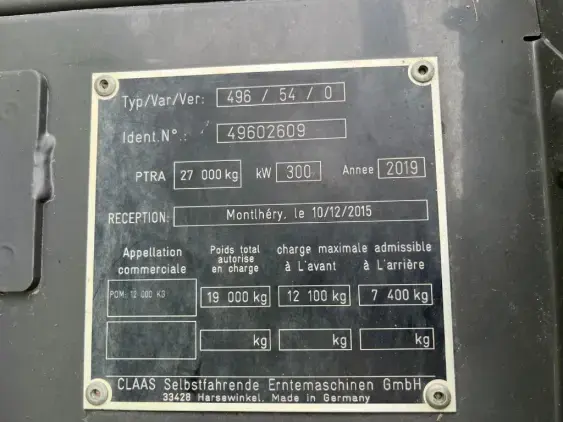 Typ/Var/Ver: 496 / 54 / 0
Ident.N°.: 49602609
PTRA 27 000 kg kW 300 Annee 2019
RECEPTION: Montlhéry, le 10/12/2015
Appellation commerciale
Poids total autorise en charge
charge maximale admissible
à L'avant à L'arrière
19 000 kg 12 100 kg 7 400 kg
kg kg kg
CLAAS Selbstfahrende Erntemaschinen GmbH
33428 Harsewinkel, Made in Germany